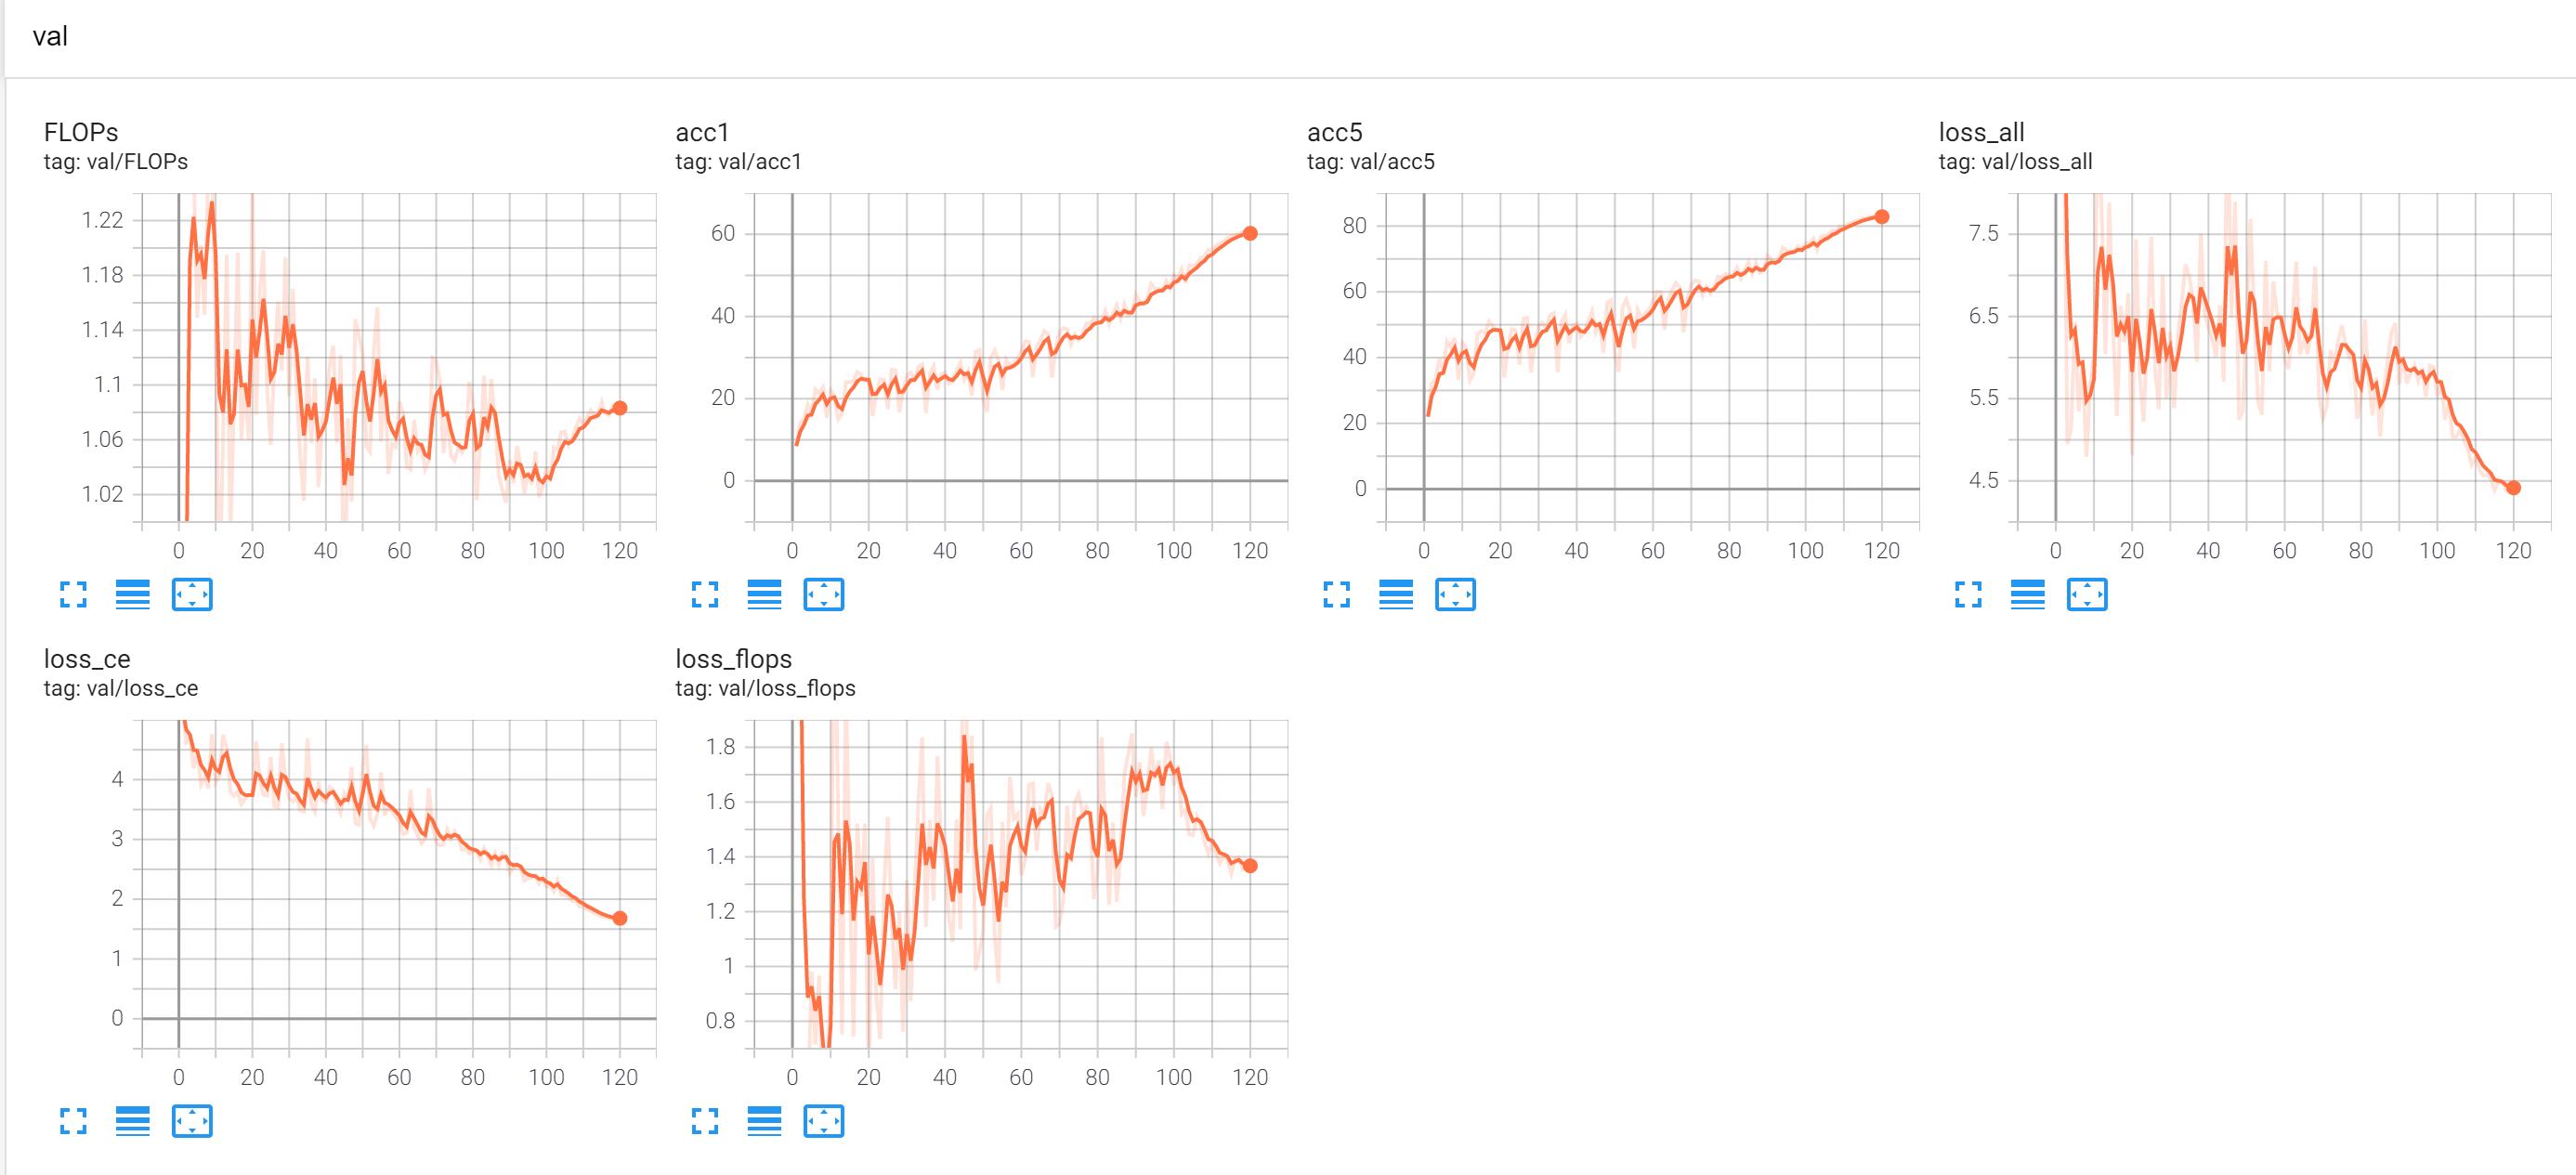 val
FLOPs
tag: val/FLOPs
1.22
1.18
1.14
1.1
1.06
1.02
0 20 40 60 80 100 120
acc1
tag: val/acc1
60
40
20
0
0 20 40 60 80 100 120
acc5
tag: val/acc5
80
60
40
20
0
0 20 40 60 80 100 120
loss_all
tag: val/loss_all
7.5
6.5
5.5
4.5
0 20 40 60 80 100 120
loss_ce
tag: val/loss_ce
4
3
2
1
0
0 20 40 60 80 100 120
loss_flops
tag: val/loss_flops
1.8
1.6
1.4
1.2
1
0.8
0 20 40 60 80 100 120